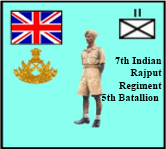 II
7th Indian
Rajput
Regiment
5th Batallion